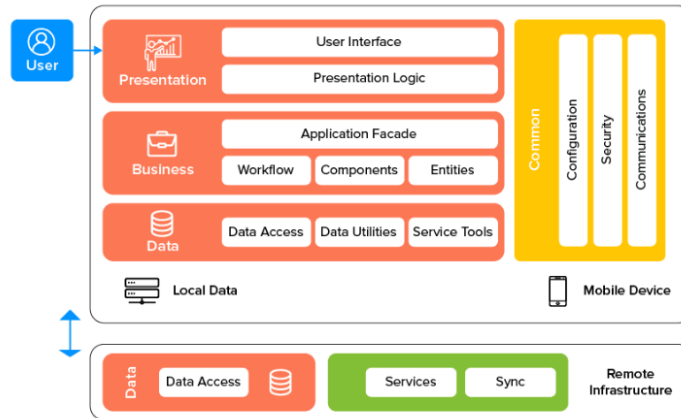 User
Presentation
User Interface
Presentation Logic
Business
Application Facade
Workflow
Components
Entities
Data
Data Access
Data Utilities
Service Tools
Common
Configuration
Security
Communications
Local Data
Mobile Device
Data
Data Access
Services
Sync
Remote
Infrastructure